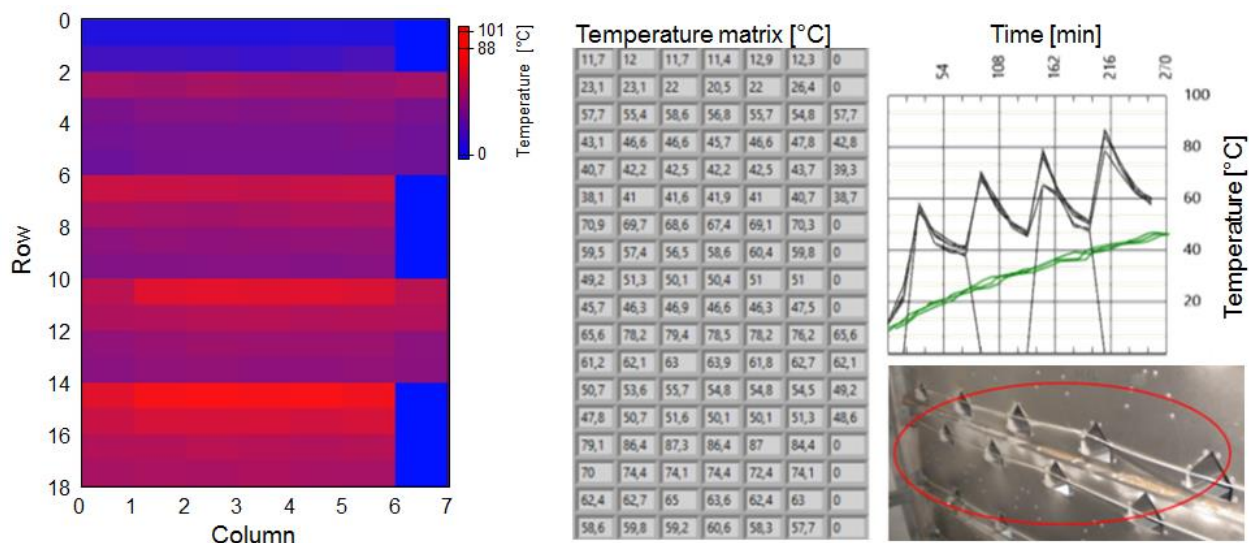 0
2
4
6
8
10
12
14
16
18
Row
0 1 2 3 4 5 6 7
Column
101
88
0
Temperature [°C]
Temperature matrix [°C]
11,7 12 11,7 11,4 12,9 12,3 0
23,1 23,1 22 20,5 22 26,4 0
57,7 55,4 58,6 56,8 55,7 54,8 57,7
43,1 46,6 46,6 45,7 46,6 47,8 42,8
40,7 42,2 42,5 42,2 42,5 43,7 39,3
38,1 41 41,6 41,9 41 40,7 38,7
70,9 69,7 68,6 67,4 69,1 70,3 0
59,5 57,4 56,5 58,6 60,4 59,8 0
49,2 51,3 50,1 50,4 51 51 0
45,7 46,3 46,9 46,6 46,3 47,5 0
65,6 78,2 79,4 78,5 78,2 76,2 65,6
61,2 62,1 63 63,9 61,8 62,7 62,1
50,7 53,6 55,7 54,8 54,8 54,5 49,2
47,8 50,7 51,6 50,1 50,1 51,3 48,6
79,1 86,4 87,3 86,4 87 84,4 0
70 74,4 74,1 74,4 72,4 74,1 0
62,4 62,7 65 63,6 62,4 63 0
58,6 59,8 59,2 60,6 58,3 57,7 0
Time [min]
54 108 162 216 270
100
80
60
40
20
Temperature [°C]